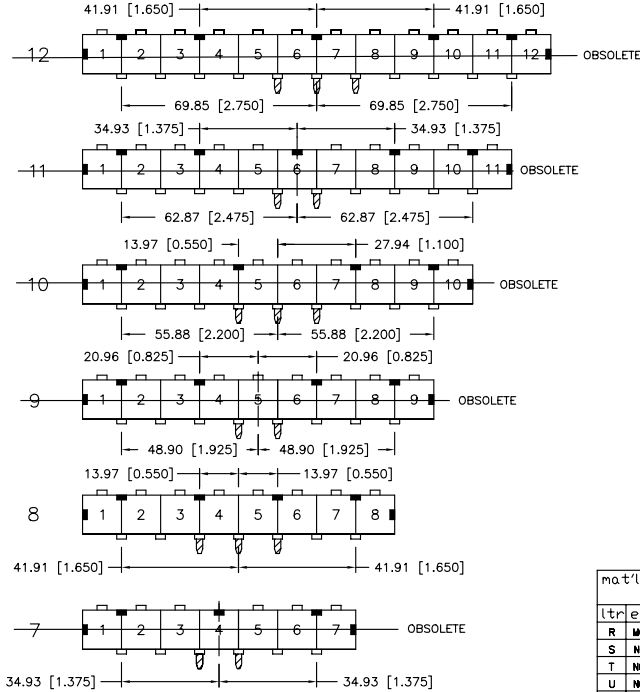 41.91 [1.650] 41.91 [1.650]
12 1 2 3 4 5 6 7 8 9 10 11 12 OBSOLETE
69.85 [2.750] 69.85 [2.750]
34.93 [1.375] 34.93 [1.375]
11 1 2 3 4 5 6 7 8 9 10 11 OBSOLETE
62.87 [2.475] 62.87 [2.475]
13.97 [0.550] 27.94 [1.100]
10 1 2 3 4 5 6 7 8 9 10 OBSOLETE
55.88 [2.200] 55.88 [2.200]
20.96 [0.825] 20.96 [0.825]
9 1 2 3 4 5 6 7 8 9 OBSOLETE
48.90 [1.925] 48.90 [1.925]
13.97 [0.550] 13.97 [0.550]
8 1 2 3 4 5 6 7 8
41.91 [1.650] 41.91 [1.650]
7 1 2 3 4 5 6 7 OBSOLETE
34.93 [1.375] 34.93 [1.375]
mat'l
ltr e
R
S N
T
U